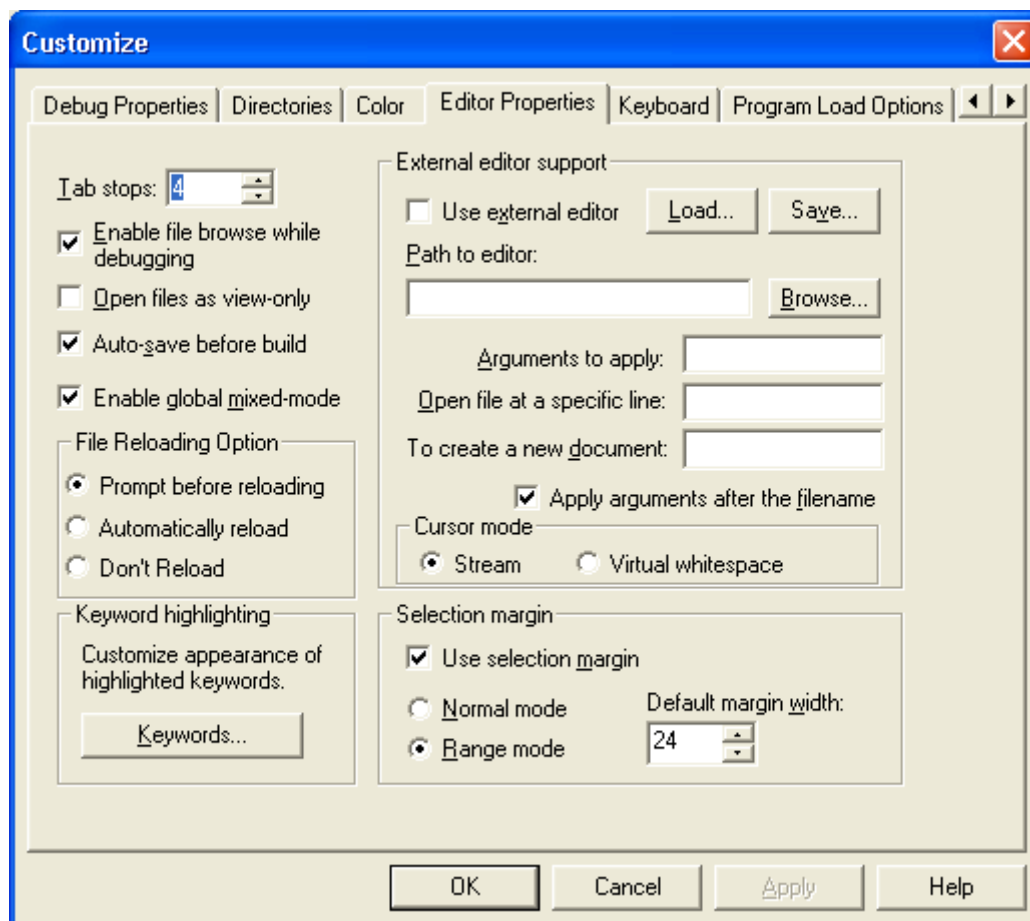 Customize
Debug Properties
Directories
Color
Editor Properties
Keyboard
Program Load Options
Tab stops:
4
Enable file browse while
debugging
Open files as view-only
Auto-save before build
Enable global mixed-mode
File Reloading Option
Prompt before reloading
Automatically reload
Don't Reload
Keyword highlighting
Customize appearance of
highlighted keywords.
Keywords...
External editor support
Use external editor
Load...
Save...
Path to editor:
Browse...
Arguments to apply:
Open file at a specific line:
To create a new document:
Apply arguments after the filename
Cursor mode
Stream
Virtual whitespace
Selection margin
Use selection margin
Normal mode
Range mode
Default margin width:
24
OK
Cancel
Apply
Help